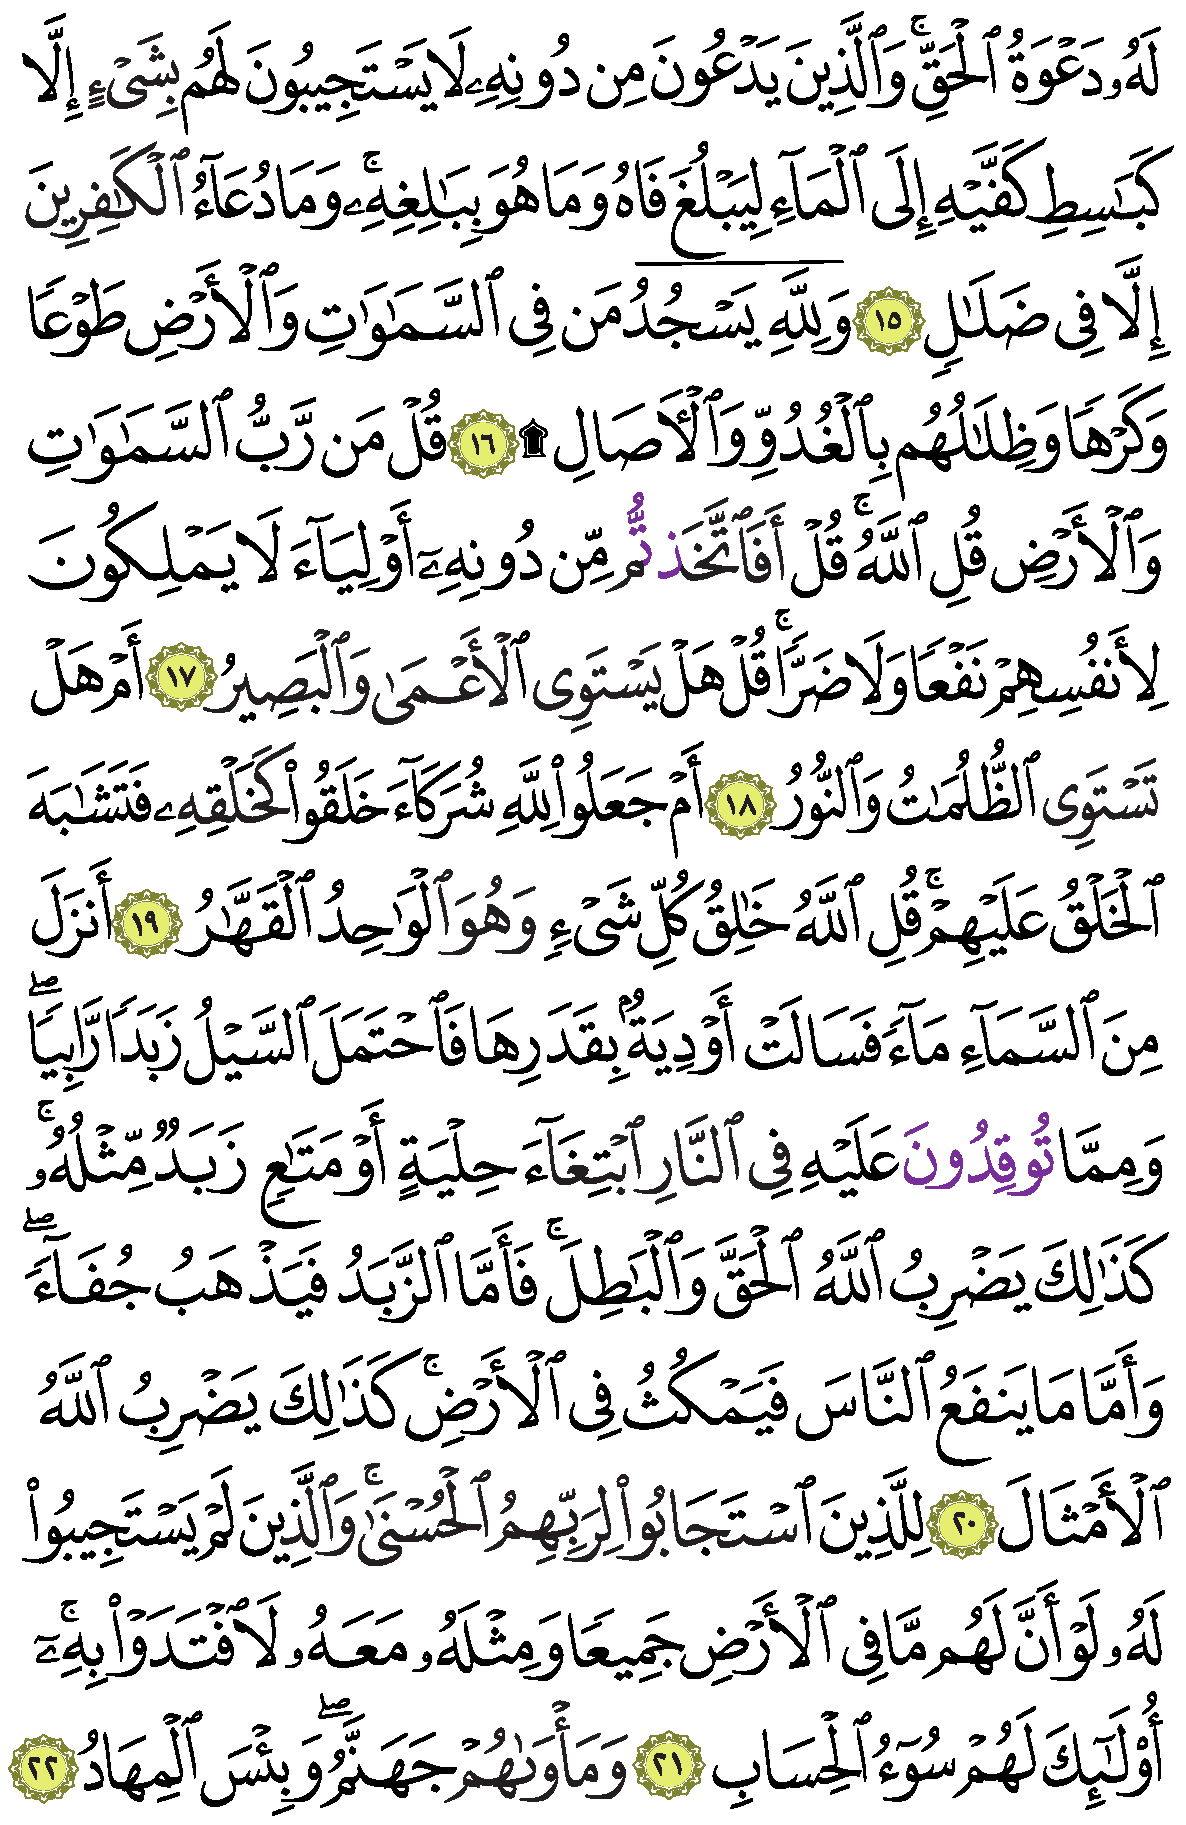 لَهُۥ دَعْوَةُ ٱلْحَقِّۚ وَٱلَّذِينَ يَدْعُونَ مِن دُونِهِۦ لَا يَسْتَجِيبُونَ لَهُم بِشَىْءٍ إِلَّا
كَبَٰسِطِ كَفَّيْهِ إِلَى ٱلْمَآءِ لِيَبْلُغَ فَاهُ وَمَا هُوَ بِبَٰلِغِهِۦۚ وَمَا دُعَآءُ ٱلْكَٰفِرِينَ
إِلَّا فِى ضَلَٰلٍ ١٥ وَلِلَّهِ يَسْجُدُ مَن فِى ٱلسَّمَٰوَٰتِ وَٱلْأَرْضِ طَوْعًا
وَكَرْهًا وَظِلَٰلُهُم بِٱلْغُدُوِّ وَٱلْءَاصَالِ ۩ ١٦ قُلْ مَن رَّبُّ ٱلسَّمَٰوَٰتِ
وَٱلْأَرْضِ قُلِ ٱللَّهُۚ قُلْ أَفَٱتَّخَذتُّم مِّن دُونِهِۦٓ أَوْلِيَآءَ لَا يَمْلِكُونَ
لِأَنفُسِهِمْ نَفْعًا وَلَا ضَرًّاۚ قُلْ هَلْ يَسْتَوِى ٱلْأَعْمَىٰ وَٱلْبَصِيرُ ١٧ أَمْ هَلْ
تَسْتَوِى ٱلظُّلُمَٰتُ وَٱلنُّورُ ١٨ أَمْ جَعَلُوا۟ لِلَّهِ شُرَكَآءَ خَلَقُوا۟ كَخَلْقِهِۦ فَتَشَٰبَهَ
ٱلْخَلْقُ عَلَيْهِمْۚ قُلِ ٱللَّهُ خَٰلِقُ كُلِّ شَىْءٍ وَهُوَ ٱلْوَٰحِدُ ٱلْقَهَّٰرُ ١٩ أَنزَلَ
مِنَ ٱلسَّمَآءِ مَآءً فَسَالَتْ أَوْدِيَةٌۢ بِقَدَرِهَا فَٱحْتَمَلَ ٱلسَّيْلُ زَبَدًا رَّابِيًاۖ
وَمِمَّا تُوقِدُونَ عَلَيْهِ فِى ٱلنَّارِ ٱبْتِغَآءَ حِلْيَةٍ أَوْ مَتَٰعٍ زَبَدٌ مِّثْلُهُۥۚ
كَذَٰلِكَ يَضْرِبُ ٱللَّهُ ٱلْحَقَّ وَٱلْبَٰطِلَۚ فَأَمَّا ٱلزَّبَدُ فَيَذْهَبُ جُفَآءًۖ
وَأَمَّا مَا يَنفَعُ ٱلنَّاسَ فَيَمْكُثُ فِى ٱلْأَرْضِۚ كَذَٰلِكَ يَضْرِبُ ٱللَّهُ
ٱلْأَمْثَالَ ٢٠ لِلَّذِينَ ٱسْتَجَابُوا۟ لِرَبِّهِمُ ٱلْحُسْنَىٰۚ وَٱلَّذِينَ لَمْ يَسْتَجِيبُوا۟
لَهُۥ لَوْ أَنَّ لَهُم مَّا فِى ٱلْأَرْضِ جَمِيعًا وَمِثْلَهُۥ مَعَهُۥ لَٱفْتَدَوْا۟ بِهِۦٓۚ
أُو۟لَٰٓئِكَ لَهُمْ سُوٓءُ ٱلْحِسَابِ ٢١ وَمَأْوَىٰهُمْ جَهَنَّمُۖ وَبِئْسَ ٱلْمِهَادُ ٢٢